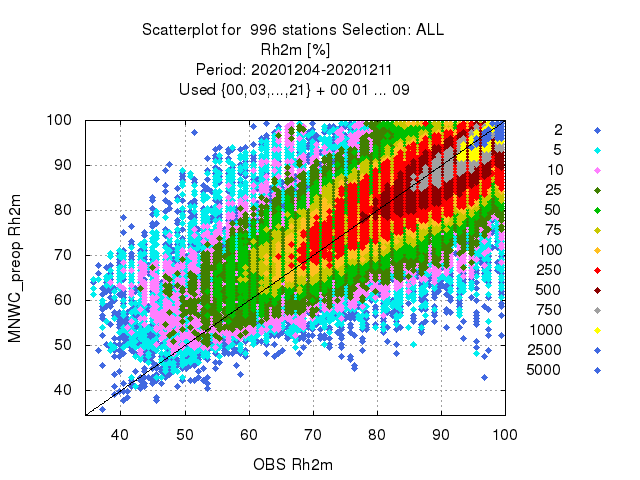 Scatterplot for  996 stations Selection: ALL
Rh2m [%]
Period: 20201204-20201211
Used {00,03,...,21} + 00 01 ... 09
100
90
80
70
60
50
40
MNWC_preop Rh2m
40 50 60 70 80 90 100
OBS Rh2m
2
5
10
25
50
75
100
250
500
750
1000
2500
5000